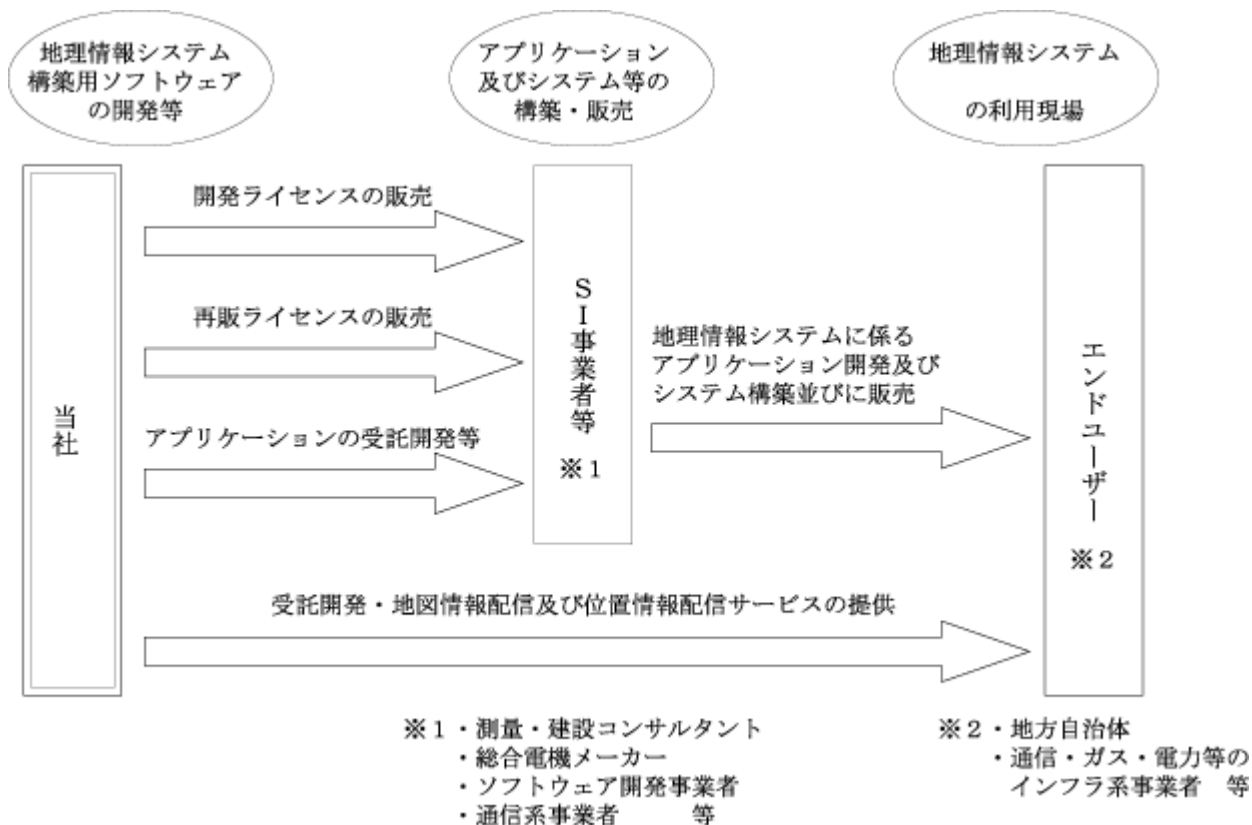 地理情報システム
構築用ソフトウェア
の開発等
アプリケーション
及びシステム等の
構築・販売
地理情報システム
の利用現場
当社
開発ライセンスの販売
再販ライセンスの販売
アプリケーションの受託開発等
SI事業者等 ※1
地理情報システムに係る
アプリケーション開発及び
システム構築並びに販売
エンドユーザー ※2
受託開発・地図情報配信及び位置情報配信サービスの提供
※1・測量・建設コンサルタント
・総合電機メーカー
・ソフトウェア開発事業者
・通信系事業者 等
※2・地方自治体
・通信・ガス・電力等の
インフラ系事業者 等